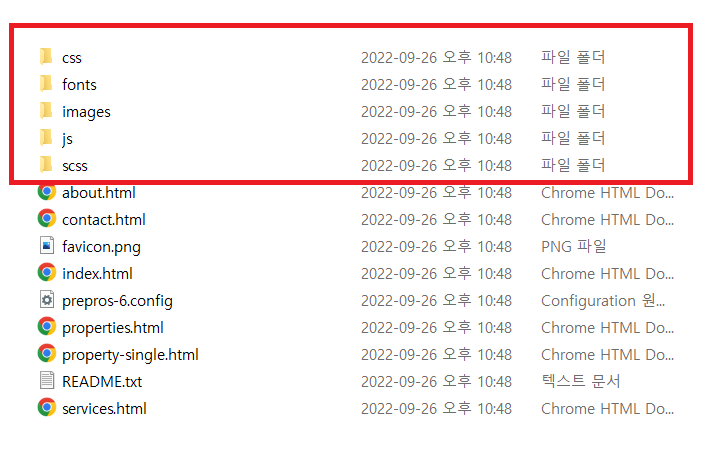 css 2022-09-26 오후 10:48 파일 폴더
fonts 2022-09-26 오후 10:48 파일 폴더
images 2022-09-26 오후 10:48 파일 폴더
js 2022-09-26 오후 10:48 파일 폴더
scss 2022-09-26 오후 10:48 파일 폴더
about.html 2022-09-26 오후 10:48 Chrome HTML Do...
contact.html 2022-09-26 오후 10:48 Chrome HTML Do...
favicon.png 2022-09-26 오후 10:48 PNG 파일
index.html 2022-09-26 오후 10:48 Chrome HTML Do...
prepros-6.config 2022-09-26 오후 10:48 Configuration 원...
properties.html 2022-09-26 오후 10:48 Chrome HTML Do...
property-single.html 2022-09-26 오후 10:48 Chrome HTML Do...
README.txt 2022-09-26 오후 10:48 텍스트 문서
services.html 2022-09-26 오후 10:48 Chrome HTML Do...